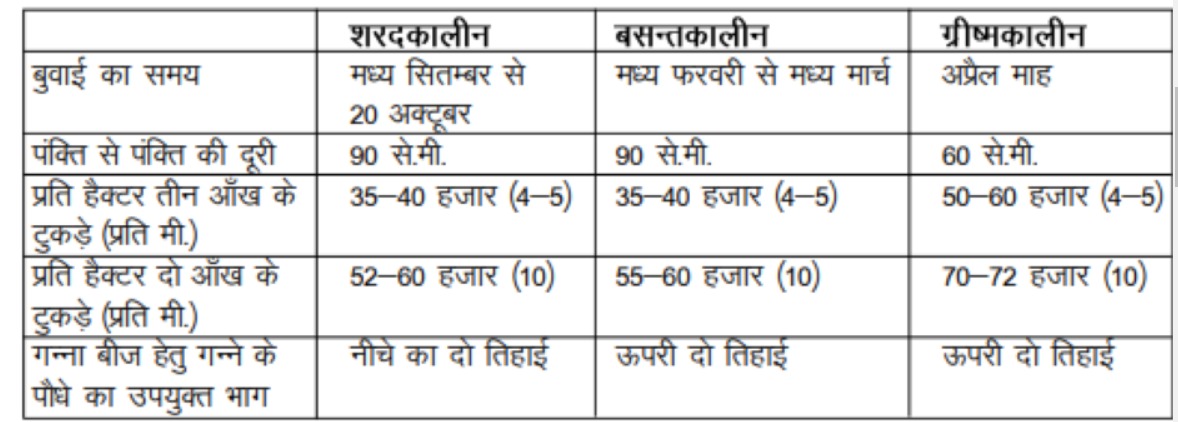 शरदकालीन बसन्तकालीन ग्रीष्मकालीन
बुवाई का समय मध्य सितम्बर से मध्य फरवरी से मध्य मार्च अप्रैल माह
20 अक्टूबर
पंक्ति से पंक्ति की दूरी 90 से.मी. 90 से.मी. 60 से.मी.
प्रति हैक्टर तीन आँख के 35–40 हजार (4–5) 35–40 हजार (4–5) 50–60 हजार (4–5)
टुकड़े (प्रति मी.)
प्रति हैक्टर दो आँख के 52–60 हजार (10) 55–60 हजार (10) 70–72 हजार (10)
टुकड़े (प्रति मी.)
गन्ना बीज हेतु गन्ने के नीचे का दो तिहाई ऊपरी दो तिहाई ऊपरी दो तिहाई
पौधे का उपयुक्त भाग